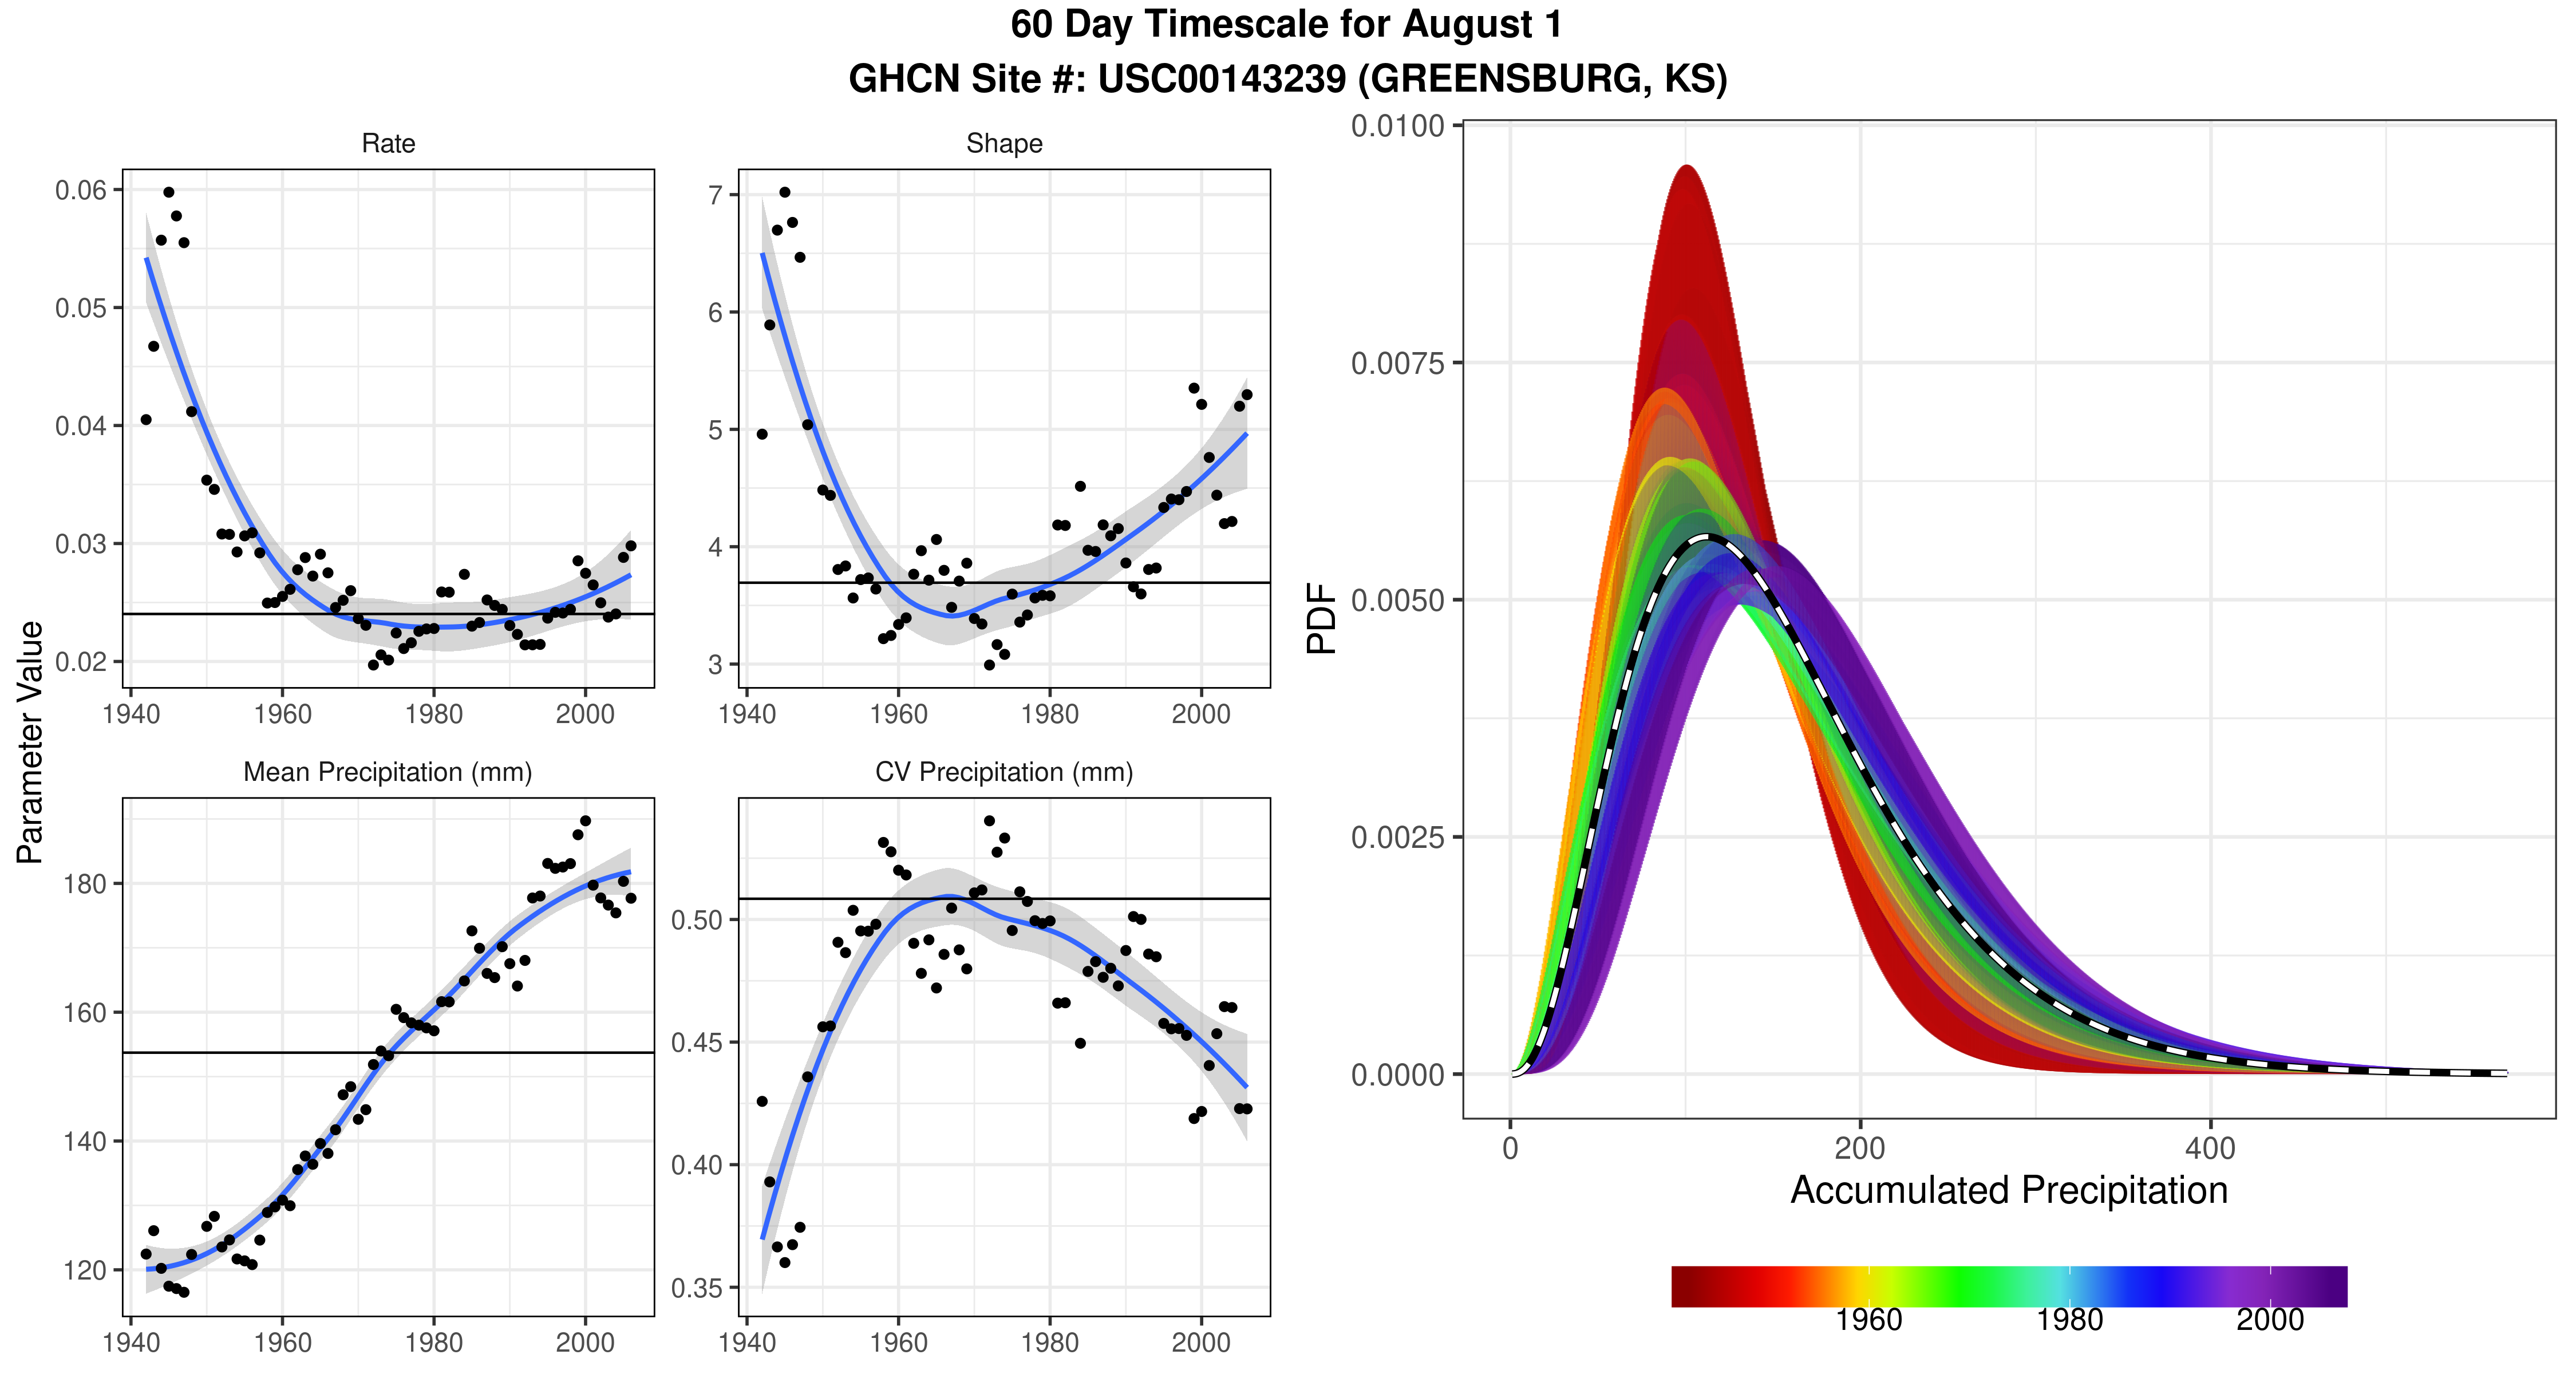 60 Day Timescale for August 1
GHCN Site #: USC00143239 (GREENSBURG, KS)
Parameter Value
Rate
0.06
0.05
0.04
0.03
0.02
1940 1960 1980 2000
Shape
7
6
5
4
3
1940 1960 1980 2000
Mean Precipitation (mm)
180
160
140
120
1940 1960 1980 2000
CV Precipitation (mm)
0.50
0.45
0.40
0.35
1940 1960 1980 2000
PDF
0.0100
0.0075
0.0050
0.0025
0.0000
0 200 400
Accumulated Precipitation
1960 1980 2000